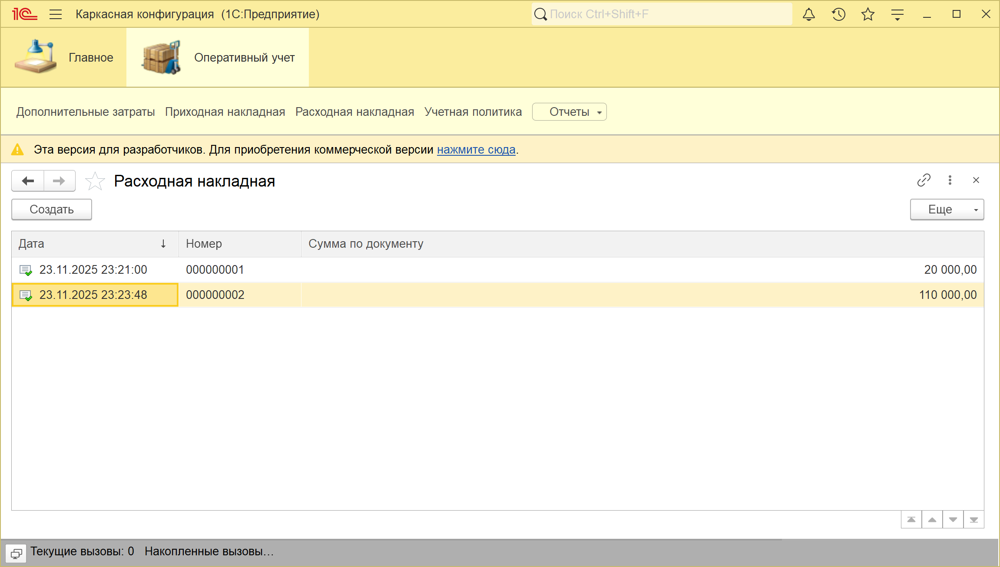 1С Каркасная конфигурация (1С:Предприятие) Поиск Ctrl+Shift+F
Главное Оперативный учет
Дополнительные затраты Приходная накладная Расходная накладная Учетная политика Отчеты
Эта версия для разработчиков. Для приобретения коммерческой версии нажмите сюда.
Расходная накладная
Создать Еще
Дата Номер Сумма по документу
23.11.2025 23:21:00 000000001 20 000,00
23.11.2025 23:23:48 000000002 110 000,00
Текущие вызовы: 0 Накопленные вызовы...